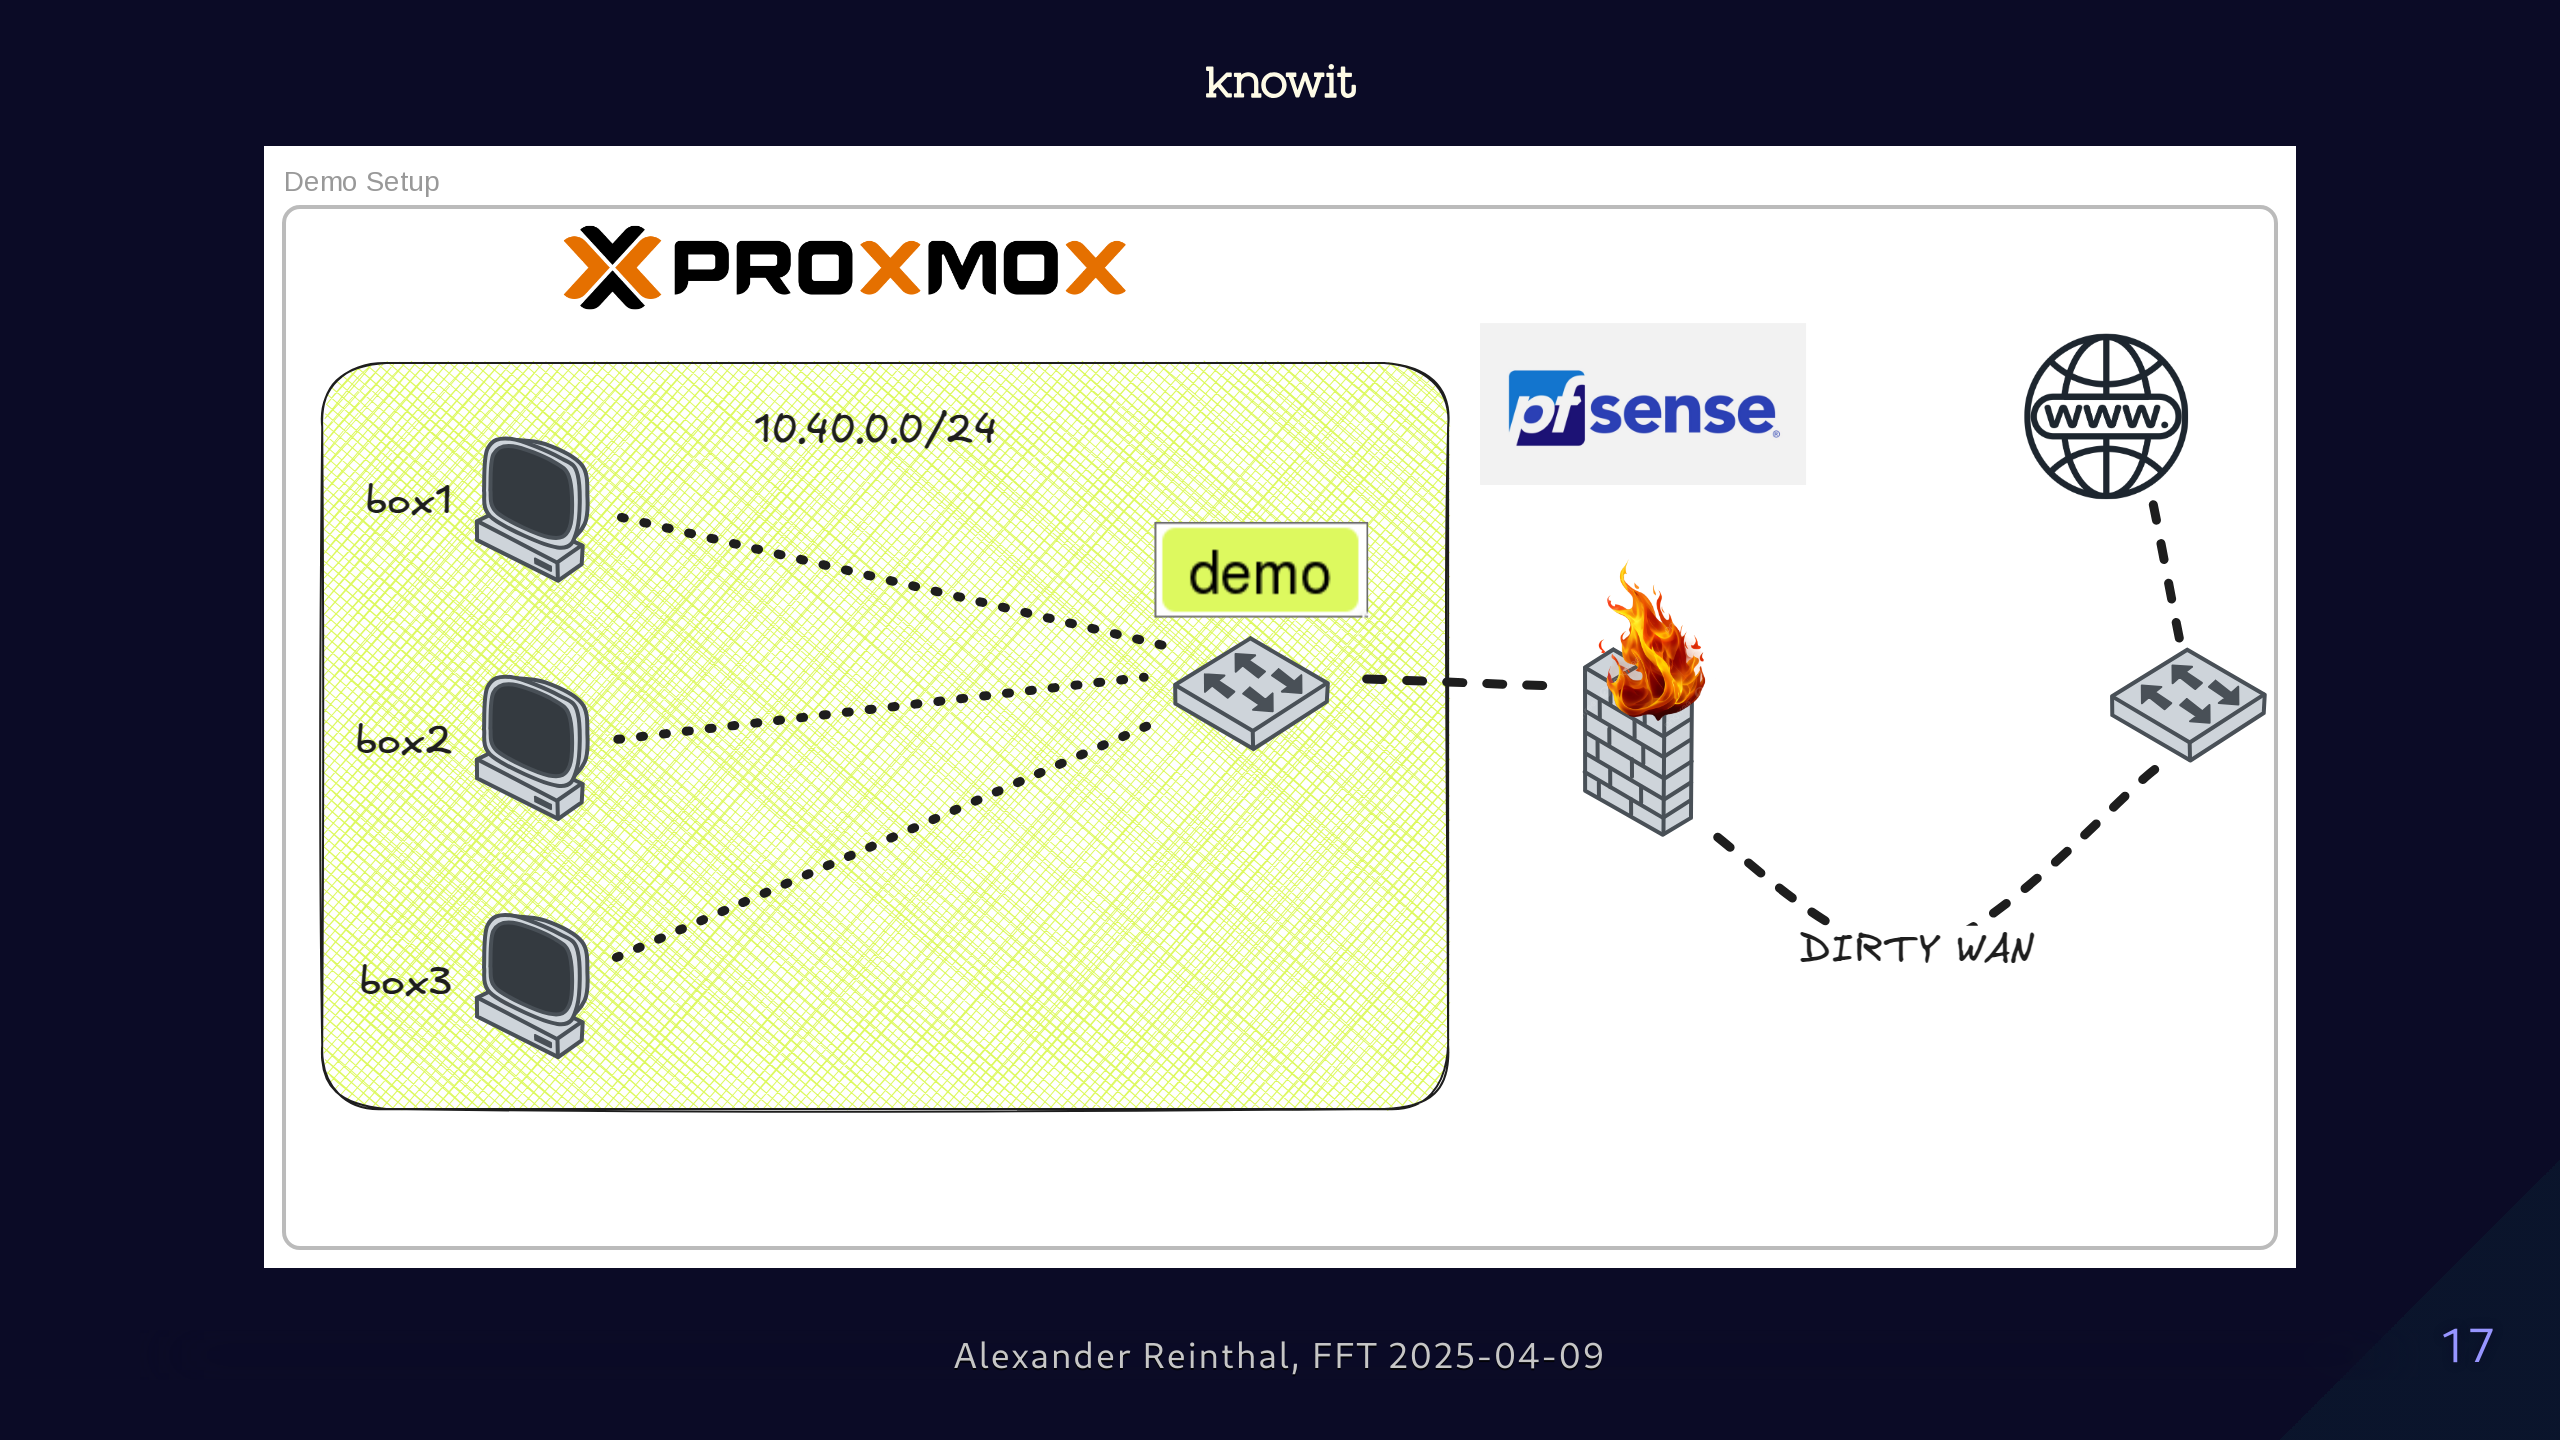 knowit
Demo Setup
PROXMOX
10.40.0.0/24
pfsense®
www.
box1
demo
box2
DIRTY WAN
box3
Alexander Reinthal, FFT 2025-04-09
17